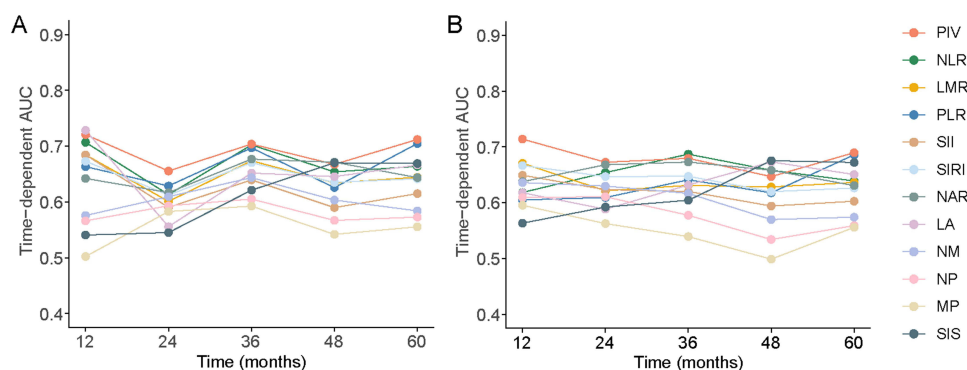 A
B
Time-dependent AUC
0.9
0.8
0.7
0.6
0.5
0.4
12 24 36 48 60
Time (months)
Time-dependent AUC
0.9
0.8
0.7
0.6
0.5
0.4
12 24 36 48 60
Time (months)
PIV
NLR
LMR
PLR
SII
SIRI
NAR
LA
NM
NP
MP
SIS